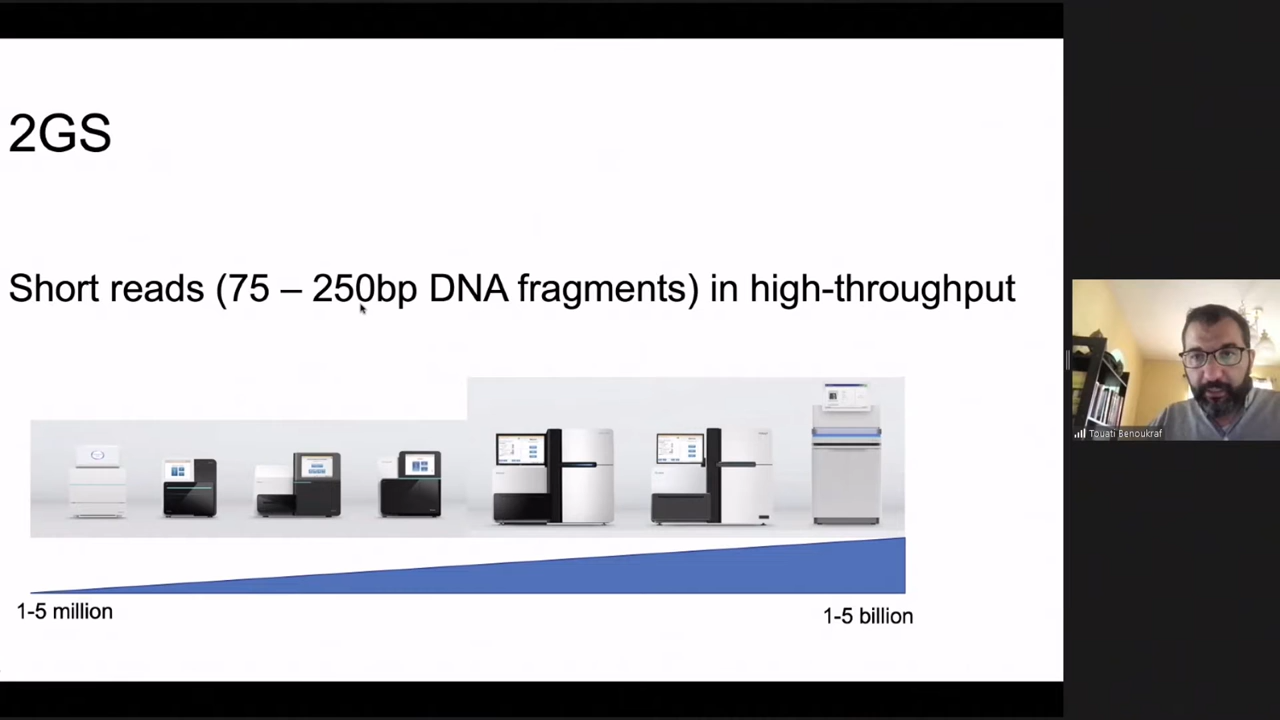 2GS
Short reads (75 – 250bp DNA fragments) in high-throughput
1-5 million
1-5 billion
Touati Benoukraf